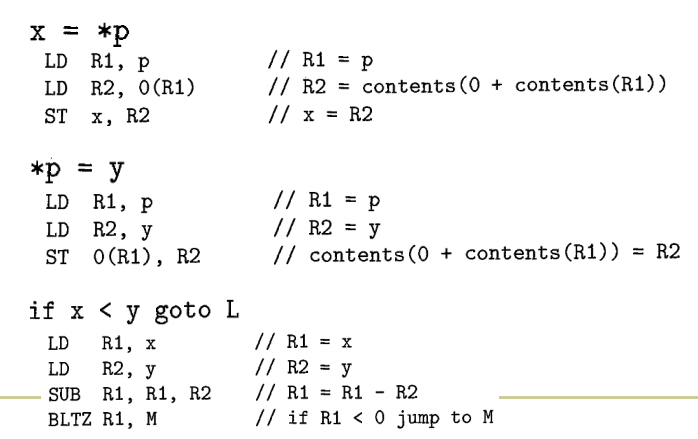 x = *p
LD R1, p // R1 = p
LD R2, 0(R1) // R2 = contents(0 + contents(R1))
ST x, R2 // x = R2
*p = y
LD R1, p // R1 = p
LD R2, y // R2 = y
ST 0(R1), R2 // contents(0 + contents(R1)) = R2
if x < y goto L
LD R1, x // R1 = x
LD R2, y // R2 = y
SUB R1, R1, R2 // R1 = R1 - R2
BLTZ R1, M // if R1 < 0 jump to M